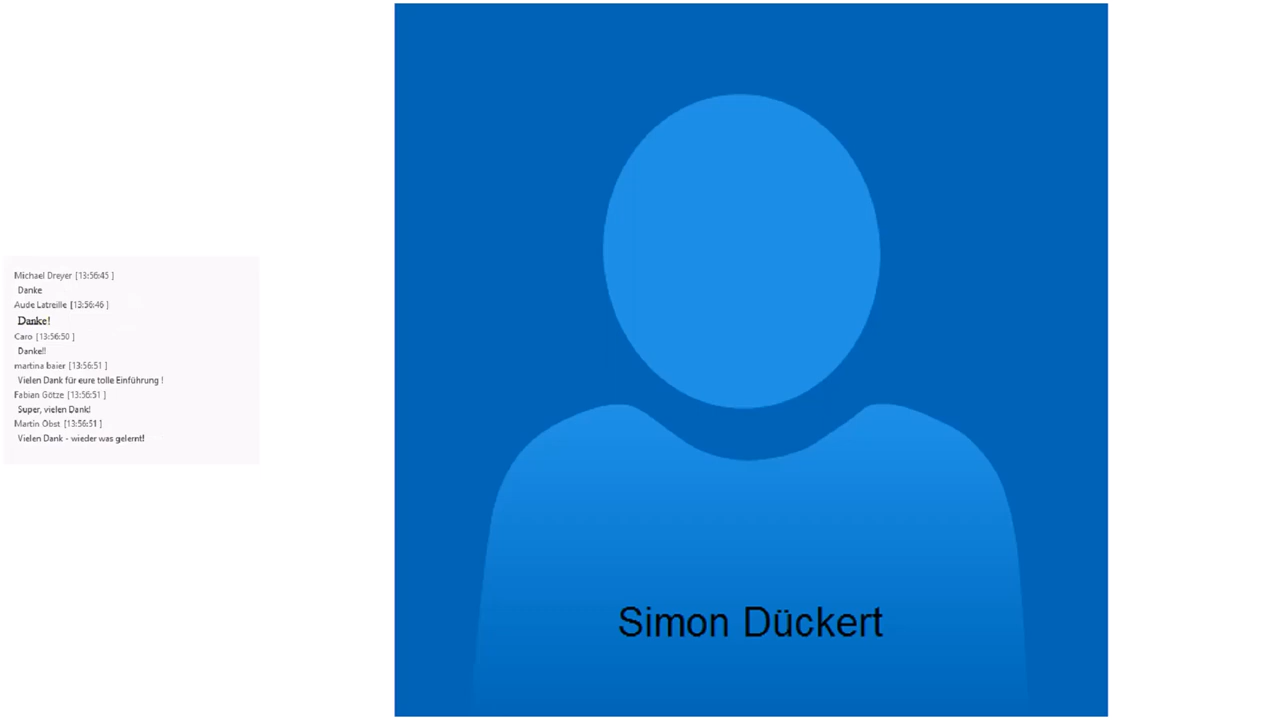 Michael Dreyer [13:56:45 ]
Danke
Aude Latreille [13:56:46 ]
Danke!
Caro [13:56:50 ]
Danke!!
martina baier [13:56:51 ]
Vielen Dank für eure tolle Einführung !
Fabian Götze [13:56:51 ]
Super, vielen Dank!
Martin Obst [13:56:51 ]
Vielen Dank - wieder was gelernt!
Simon Dückert